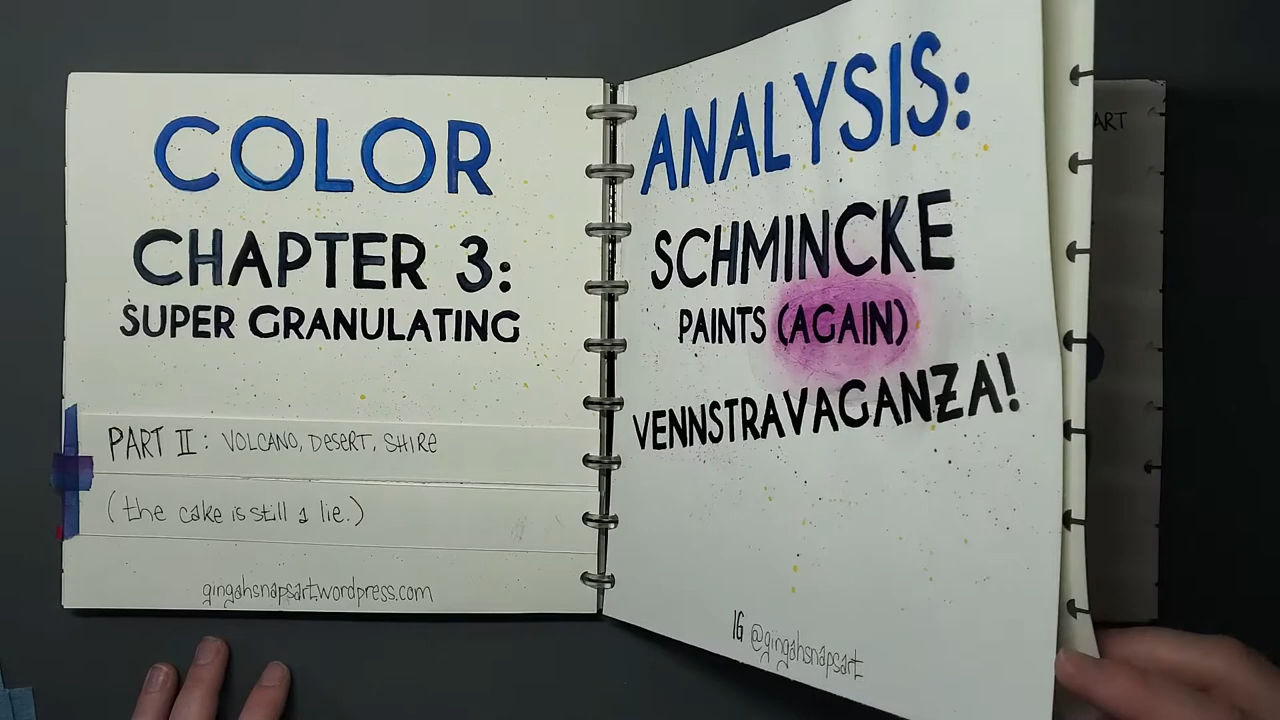 COLOR
CHAPTER 3:
SUPER GRANULATING
PART II: VOLCANO, DESERT, SHIRE
(the cake is still a lie.)
gingahsnapsart.wordpress.com
ANALYSIS:
SCHMINCKE
PAINTS (AGAIN)
VENNSTRAVAGANZA!
IG @gingahsnapsart
ART